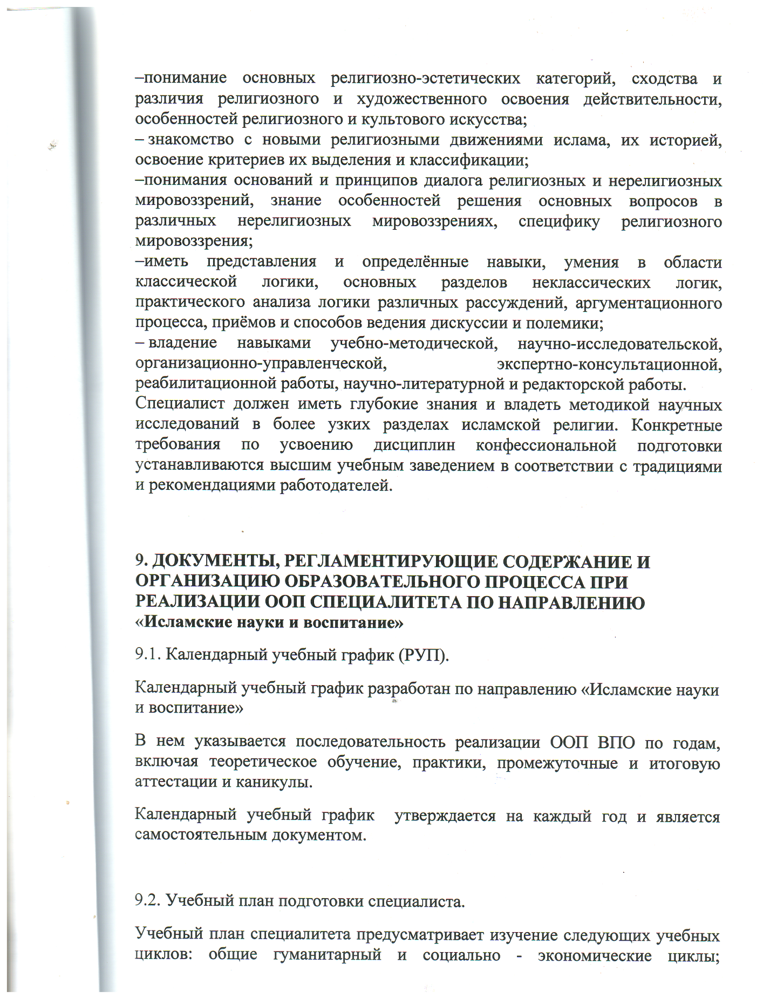 –понимание основных религиозно-эстетических категорий, сходства и
различия религиозного и художественного освоения действительности,
особенностей религиозного и культового искусства;
– знакомство с новыми религиозными движениями ислама, их историей,
освоение критериев их выделения и классификации;
–понимания оснований и принципов диалога религиозных и нерелигиозных
мировоззрений, знание особенностей решения основных вопросов в
различных нерелигиозных мировоззрениях, специфику религиозного
мировоззрения;
–иметь представления и определённые навыки, умения в области
классической логики, основных разделов неклассических логик,
практического анализа логики различных рассуждений, аргументационного
процесса, приёмов и способов ведения дискуссии и полемики;
– владение навыками учебно-методической, научно-исследовательской,
организационно-управленческой, экспертно-консультационной,
реабилитационной работы, научно-литературной и редакторской работы.
Специалист должен иметь глубокие знания и владеть методикой научных
исследований в более узких разделах исламской религии. Конкретные
требования по усвоению дисциплин конфессиональной подготовки
устанавливаются высшим учебным заведением в соответствии с традициями
и рекомендациями работодателей.
9. ДОКУМЕНТЫ, РЕГЛАМЕНТИРУЮЩИЕ СОДЕРЖАНИЕ И
ОРГАНИЗАЦИЮ ОБРАЗОВАТЕЛЬНОГО ПРОЦЕССА ПРИ
РЕАЛИЗАЦИИ ООП СПЕЦИАЛИТЕТА ПО НАПРАВЛЕНИЮ
«Исламские науки и воспитание»
9.1. Календарный учебный график (РУП).
Календарный учебный график разработан по направлению «Исламские науки
и воспитание»
В нем указывается последовательность реализации ООП ВПО по годам,
включая теоретическое обучение, практики, промежуточные и итоговую
аттестации и каникулы.
Календарный учебный график утверждается на каждый год и является
самостоятельным документом.
9.2. Учебный план подготовки специалиста.
Учебный план специалитета предусматривает изучение следующих учебных
циклов: общие гуманитарный и социально - экономические циклы;